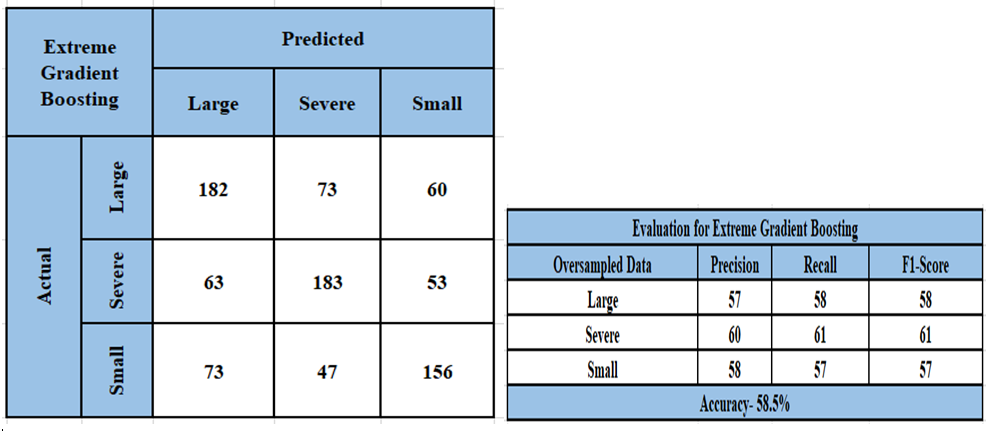 Extreme
Gradient
Boosting
Predicted
Large Severe Small
Actual
Large 182 73 60
Severe 63 183 53
Small 73 47 156
Evaluation for Extreme Gradient Boosting
Oversampled Data Precision Recall F1-Score
Large 57 58 58
Severe 60 61 61
Small 58 57 57
Accuracy- 58.5%